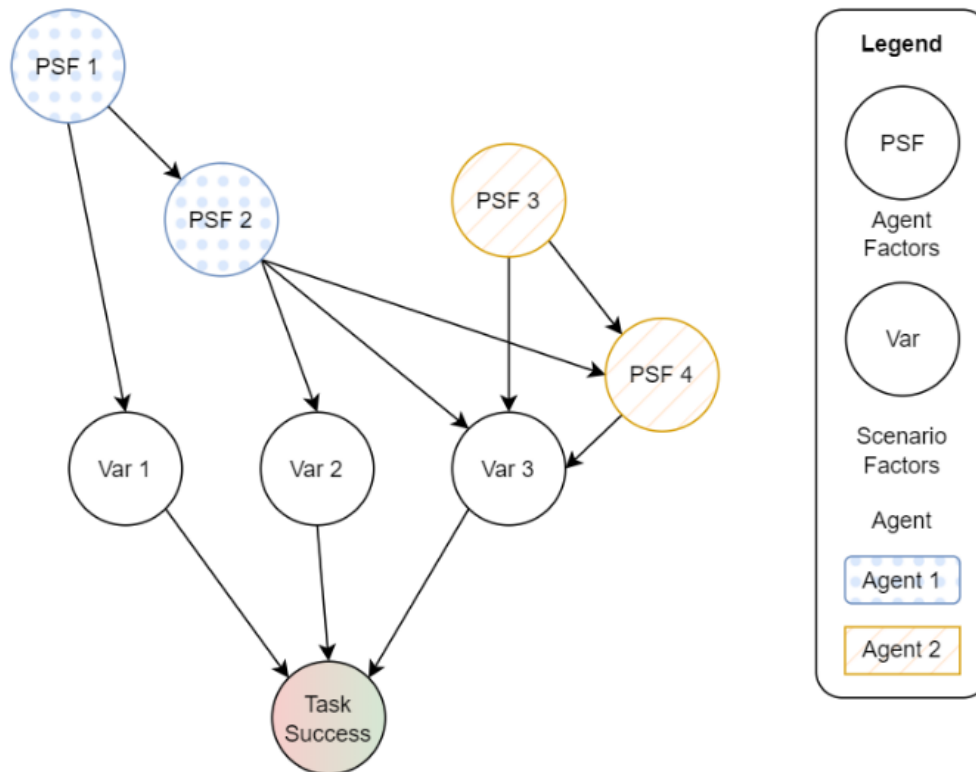 PSF 1
PSF 2
PSF 3
PSF 4
Var 1
Var 2
Var 3
Task
Success
Legend
PSF
Agent
Factors
Var
Scenario
Factors
Agent
Agent 1
Agent 2